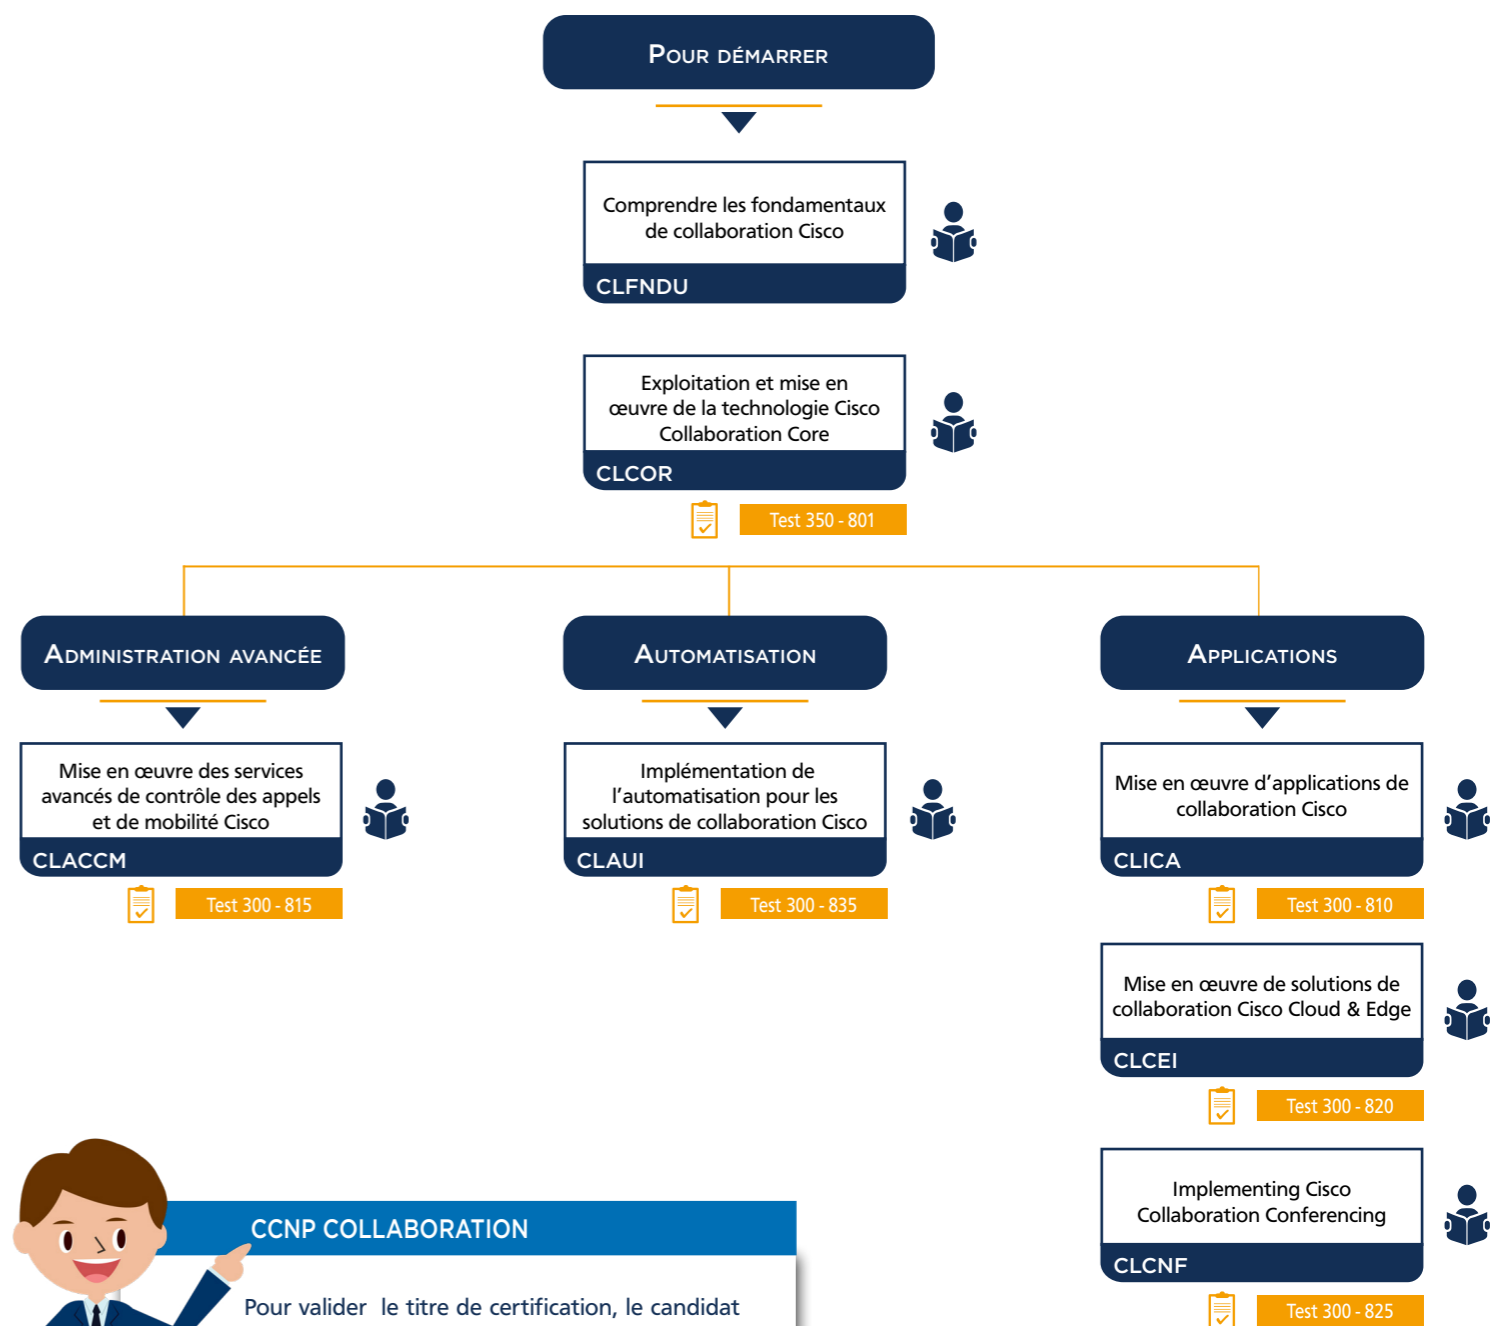 POUR DÉMARRER
Comprendre les fondamentaux
de collaboration Cisco
CLFNDU
Exploitation et mise en
œuvre de la technologie Cisco
Collaboration Core
CLCOR
Test 350 - 801
ADMINISTRATION AVANCÉE
Mise en œuvre des services
avancés de contrôle des appels
et de mobilité Cisco
CLACCM
Test 300 - 815
AUTOMATISATION
Implémentation de
l’automatisation pour les
solutions de collaboration Cisco
CLAUI
Test 300 - 835
APPLICATIONS
Mise en œuvre d’applications de
collaboration Cisco
CLICA
Test 300 - 810
Mise en œuvre de solutions de
collaboration Cisco Cloud & Edge
CLCEI
Test 300 - 820
Implementing Cisco
Collaboration Conferencing
CLCNF
Test 300 - 825
CCNP COLLABORATION
Pour valider le titre de certification, le candidat